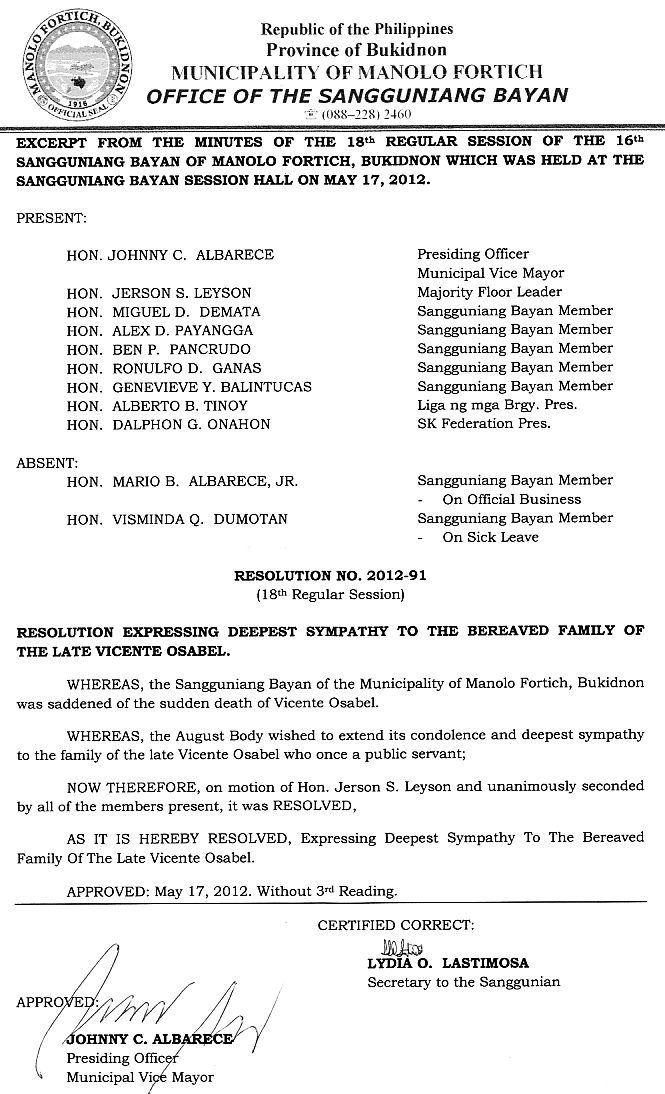 MANOLO FORTICH, BUKIDNON
1916
OFFICIAL SEAL
Republic of the Philippines
Province of Bukidnon
MUNICIPALITY OF MANOLO FORTICH
OFFICE OF THE SANGGUNIANG BAYAN
☏ (088–228) 2460
EXCERPT FROM THE MINUTES OF THE 18th REGULAR SESSION OF THE 16th
SANGGUNIANG BAYAN OF MANOLO FORTICH, BUKIDNON WHICH WAS HELD AT THE
SANGGUNIANG BAYAN SESSION HALL ON MAY 17, 2012.
PRESENT:
HON. JOHNNY C. ALBARECE Presiding Officer
Municipal Vice Mayor
HON. JERSON S. LEYSON Majority Floor Leader
HON. MIGUEL D. DEMATA Sangguniang Bayan Member
HON. ALEX D. PAYANGGA Sangguniang Bayan Member
HON. BEN P. PANCRUDO Sangguniang Bayan Member
HON. RONULFO D. GANAS Sangguniang Bayan Member
HON. GENEVIEVE Y. BALINTUCAS Sangguniang Bayan Member
HON. ALBERTO B. TINOY Liga ng mga Brgy. Pres.
HON. DALPHON G. ONAHON SK Federation Pres.
ABSENT:
HON. MARIO B. ALBARECE, JR. Sangguniang Bayan Member
- On Official Business
HON. VISMINDA Q. DUMOTAN Sangguniang Bayan Member
- On Sick Leave
RESOLUTION NO. 2012-91
(18th Regular Session)
RESOLUTION EXPRESSING DEEPEST SYMPATHY TO THE BEREAVED FAMILY OF
THE LATE VICENTE OSABEL.
WHEREAS, the Sangguniang Bayan of the Municipality of Manolo Fortich, Bukidnon
was saddened of the sudden death of Vicente Osabel.
WHEREAS, the August Body wished to extend its condolence and deepest sympathy
to the family of the late Vicente Osabel who once a public servant;
NOW THEREFORE, on motion of Hon. Jerson S. Leyson and unanimously seconded
by all of the members present, it was RESOLVED,
AS IT IS HEREBY RESOLVED, Expressing Deepest Sympathy To The Bereaved
Family Of The Late Vicente Osabel.
APPROVED: May 17, 2012. Without 3rd Reading.
CERTIFIED CORRECT:
LYDIA O. LASTIMOSA
Secretary to the Sanggunian
APPROVED:
JOHNNY C. ALBARECE
Presiding Officer
Municipal Vice Mayor